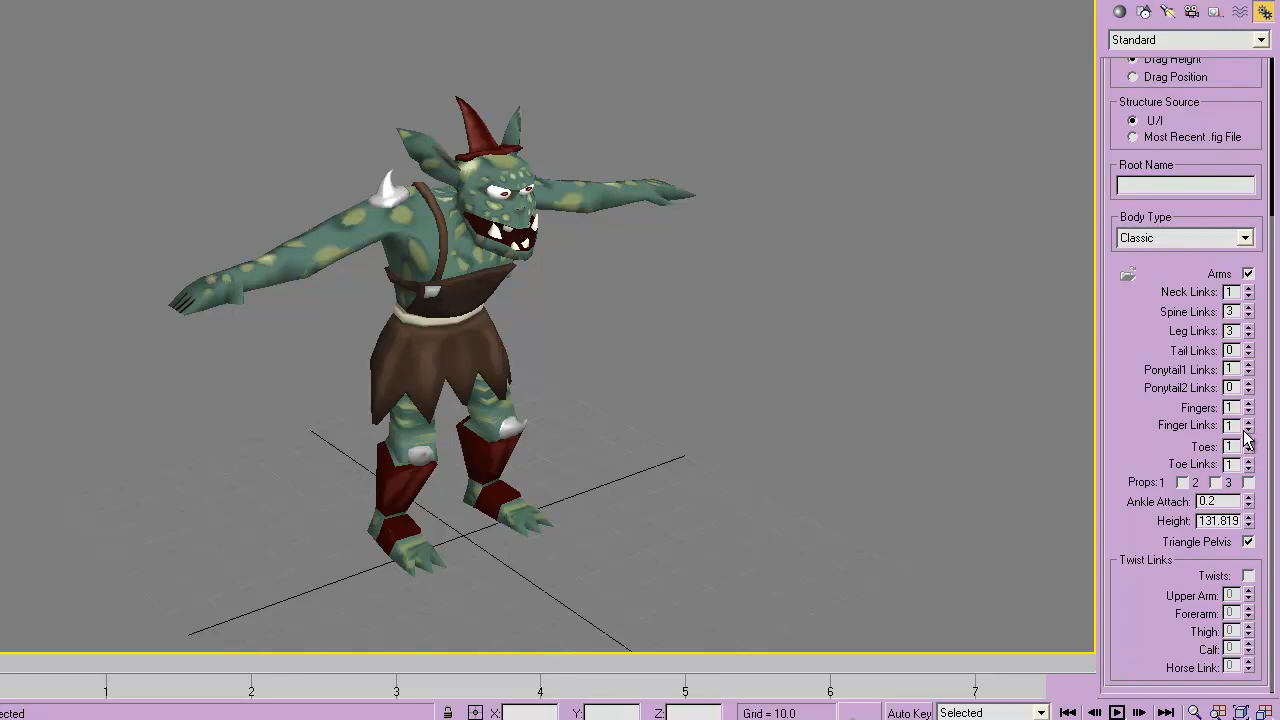 Standard
Drag Height
Drag Position
Structure Source
U/I
Most Recent .fig File
Root Name
Body Type
Classic
Arms
Neck Links: 1
Spine Links: 3
Leg Links: 3
Tail Links: 0
Ponytail1 Links: 1
Ponytail2 Links: 0
Fingers: 1
Finger Links: 1
Toes: 1
Toe Links: 1
Props: 1 2 3
Ankle Attach: 0.2
Height: 131.819
Triangle Pelvis
Twist Links
Twists:
Upper Arm: 0
Forearm: 0
Thigh: 0
Calf: 0
Horse Link: 0
1 2 3 4 5 6 7
ected X: Y: Z: Grid = 10.0 Auto Key Selected